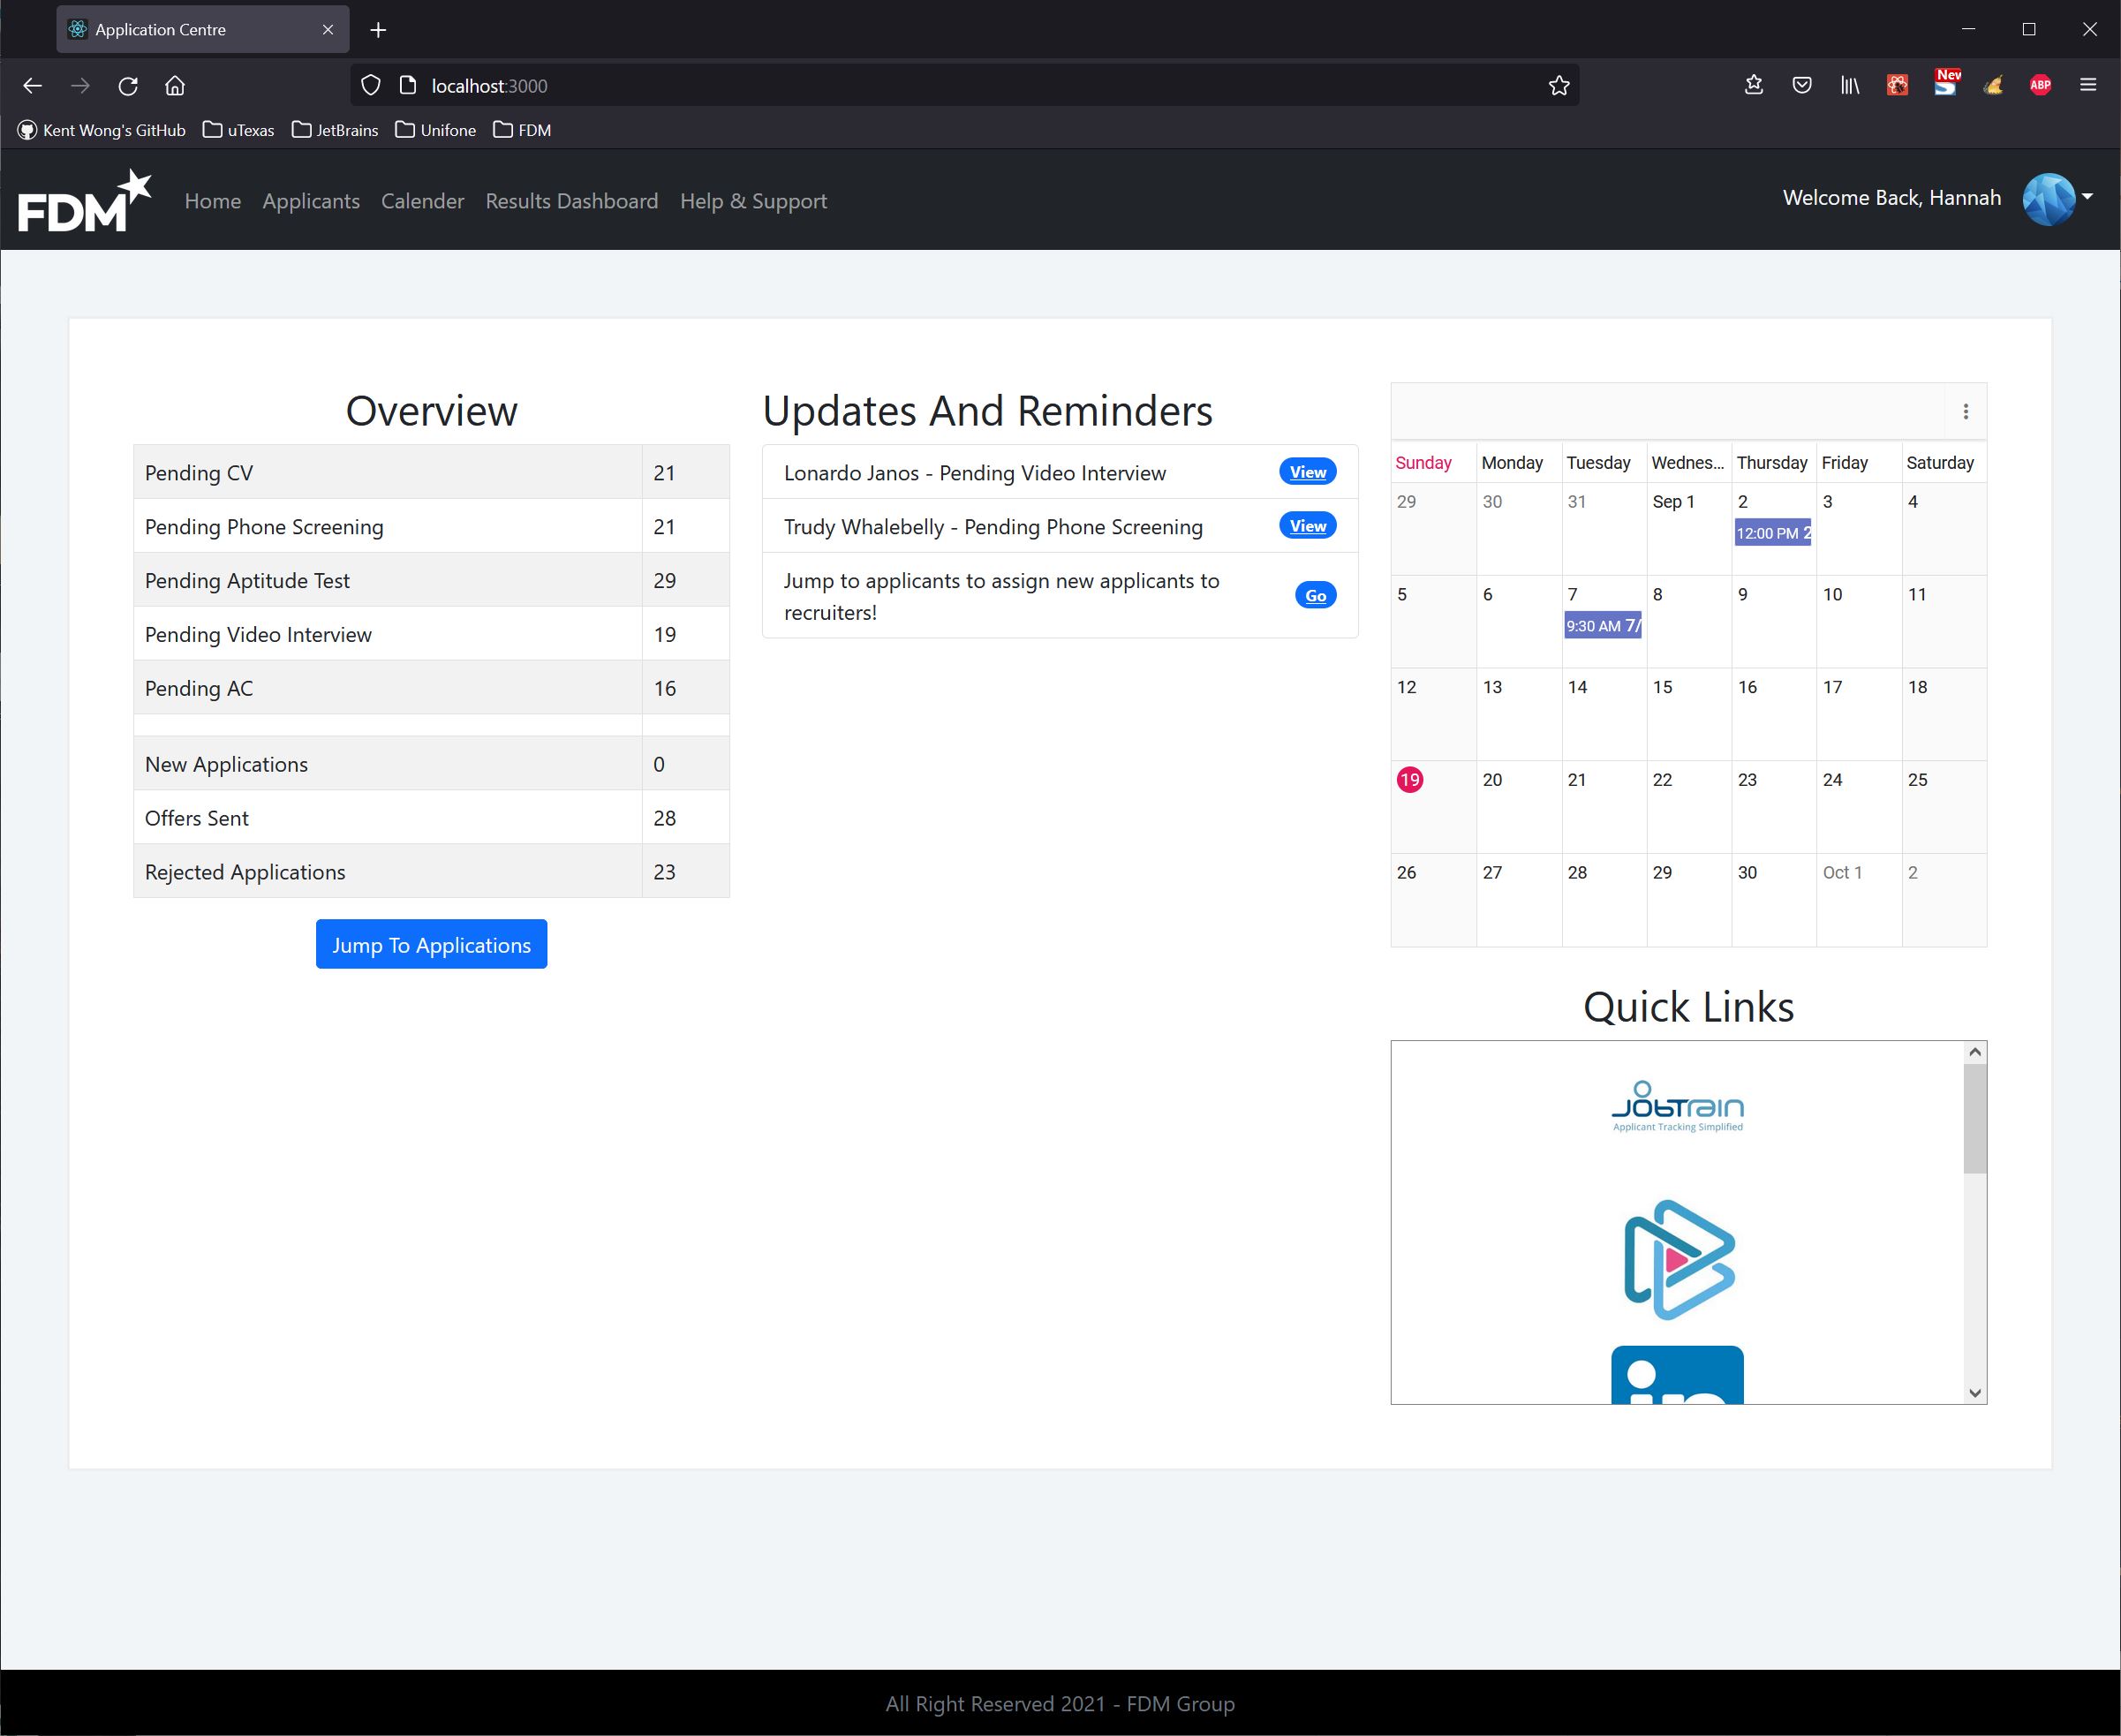 Application Centre
localhost:3000
New
ABP
Kent Wong's GitHub uTexas JetBrains Unifone FDM
FDM Home Applicants Calender Results Dashboard Help & Support
Welcome Back, Hannah
Overview
Pending CV 21
Pending Phone Screening 21
Pending Aptitude Test 29
Pending Video Interview 19
Pending AC 16
New Applications 0
Offers Sent 28
Rejected Applications 23
Jump To Applications
Updates And Reminders
Lonardo Janos - Pending Video Interview View
Trudy Whalebelly - Pending Phone Screening View
Jump to applicants to assign new applicants to
recruiters!
Go
Sunday Monday Tuesday Wednes... Thursday Friday Saturday
29 30 31 Sep 1 2 3 4
12:00 PM 2
5 6 7 8 9 10 11
9:30 AM 7/
12 13 14 15 16 17 18
19 20 21 22 23 24 25
26 27 28 29 30 Oct 1 2
Quick Links
JobTrain
Applicant Tracking Simplified
in
All Right Reserved 2021 - FDM Group